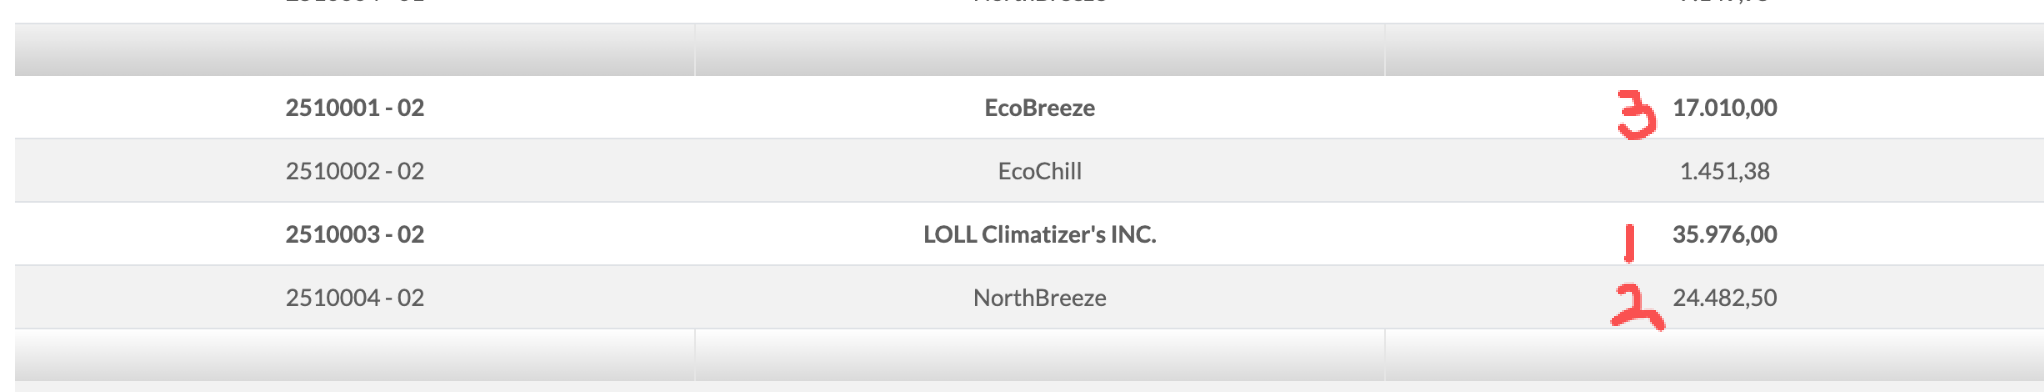 2510001 - 02 EcoBreeze 3 17.010,00
2510002 - 02 EcoChill 1.451,38
2510003 - 02 LOLL Climatizer's INC. 1 35.976,00
2510004 - 02 NorthBreeze 2 24.482,50